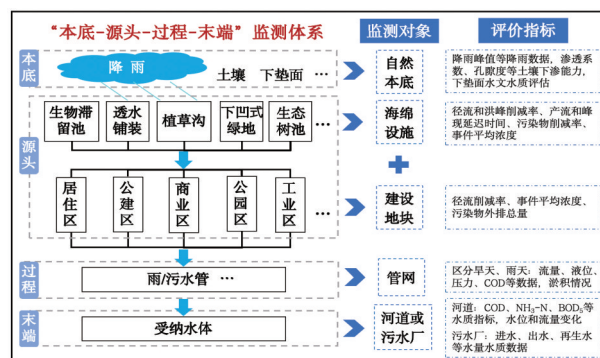 “本底-源头-过程-末端”监测体系
监测对象
评价指标
本底
降 雨
土壤 下垫面 …
自然
本底
降雨峰值等降雨数据，渗透系
数、孔隙度等土壤下渗能力，
下垫面水文水质评估
源头
生物滞
留池
透水
铺装
植草沟
下凹式
绿地
生态
树池
…
海绵
设施
径流和洪峰削减率、产流和峰
现延迟时间、污染物削减率、
事件平均浓度
居住区
公建区
商业区
公园区
工业区
…
建设
地块
径流削减率、事件平均浓度、
污染物外排总量
过程
雨/污水管 …
管网
区分旱天、雨天：流量、液位、
压力、COD等数据，淤积情况
末端
受纳水体
河道或
污水厂
河道：COD、NH₃-N、BOD₅等
水质指标，水位和流量变化
污水厂：进水、出水、再生水
等水量水质数据